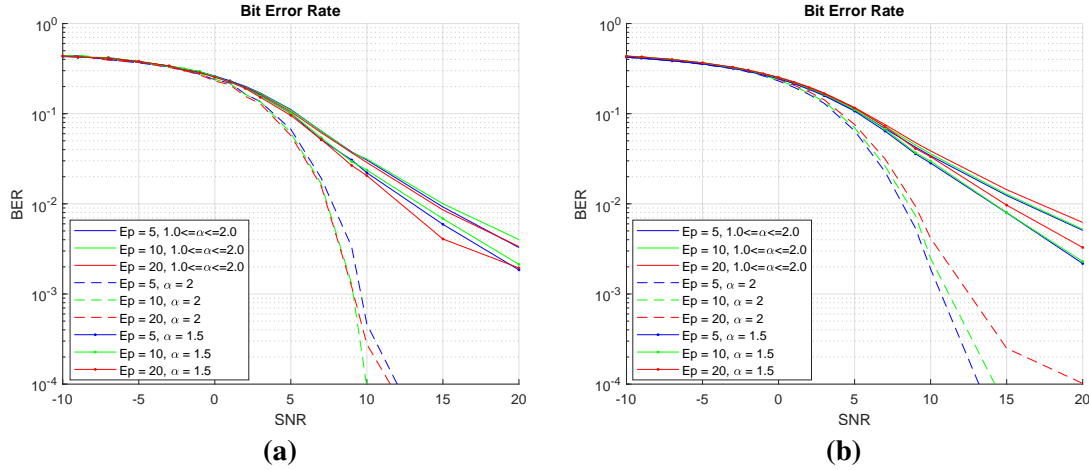 Bit Error Rate
10^0
10^-1
10^-2
10^-3
10^-4
BER
Ep = 5, 1.0<=α<=2.0
Ep = 10, 1.0<=α<=2.0
Ep = 20, 1.0<=α<=2.0
Ep = 5, α = 2
Ep = 10, α = 2
Ep = 20, α = 2
Ep = 5, α = 1.5
Ep = 10, α = 1.5
Ep = 20, α = 1.5
-10 -5 0 5 10 15 20
SNR
(a)
Bit Error Rate
10^0
10^-1
10^-2
10^-3
10^-4
BER
Ep = 5, 1.0<=α<=2.0
Ep = 10, 1.0<=α<=2.0
Ep = 20, 1.0<=α<=2.0
Ep = 5, α = 2
Ep = 10, α = 2
Ep = 20, α = 2
Ep = 5, α = 1.5
Ep = 10, α = 1.5
Ep = 20, α = 1.5
-10 -5 0 5 10 15 20
SNR
(b)